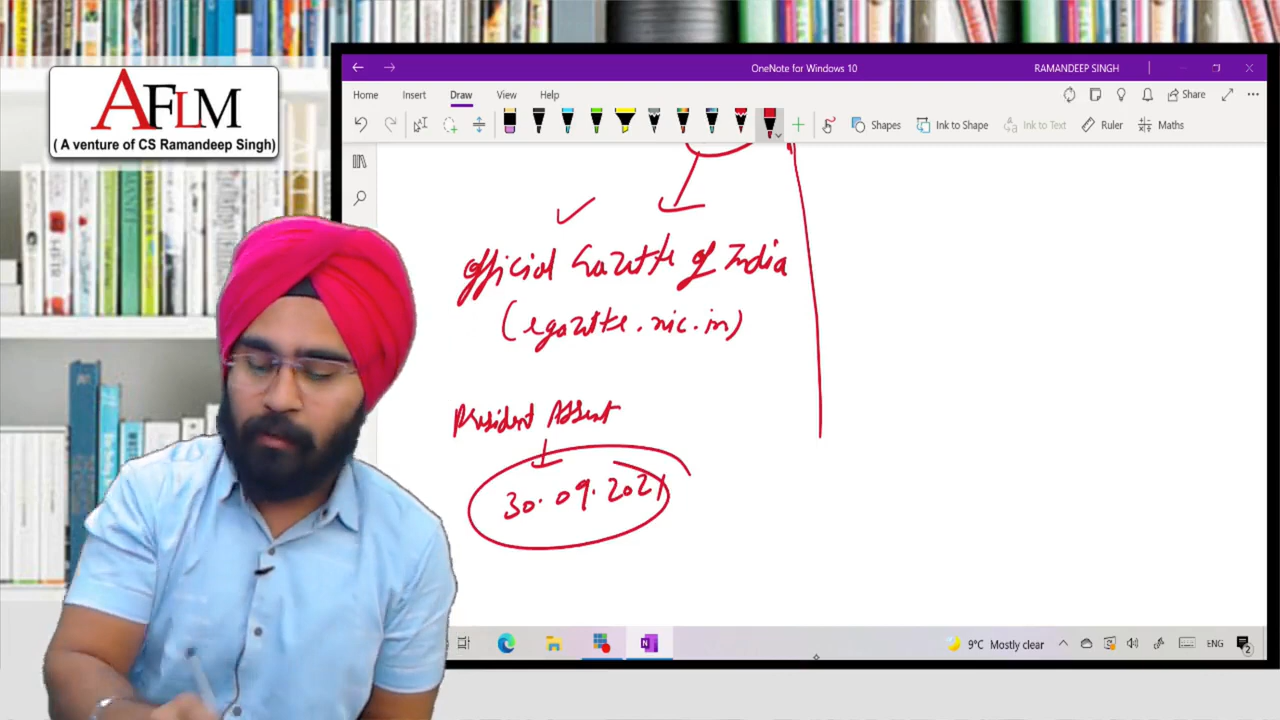 AFLM
( A venture of CS Ramandeep Singh)
OneNote for Windows 10
RAMANDEEP SINGH
Home Insert Draw View Help
Share
Shapes Ink to Shape Ink to Text Ruler Maths
Official Gazette of India
(egazette.nic.in)
President Assent
30.09.2021
9°C Mostly clear
ENG
2